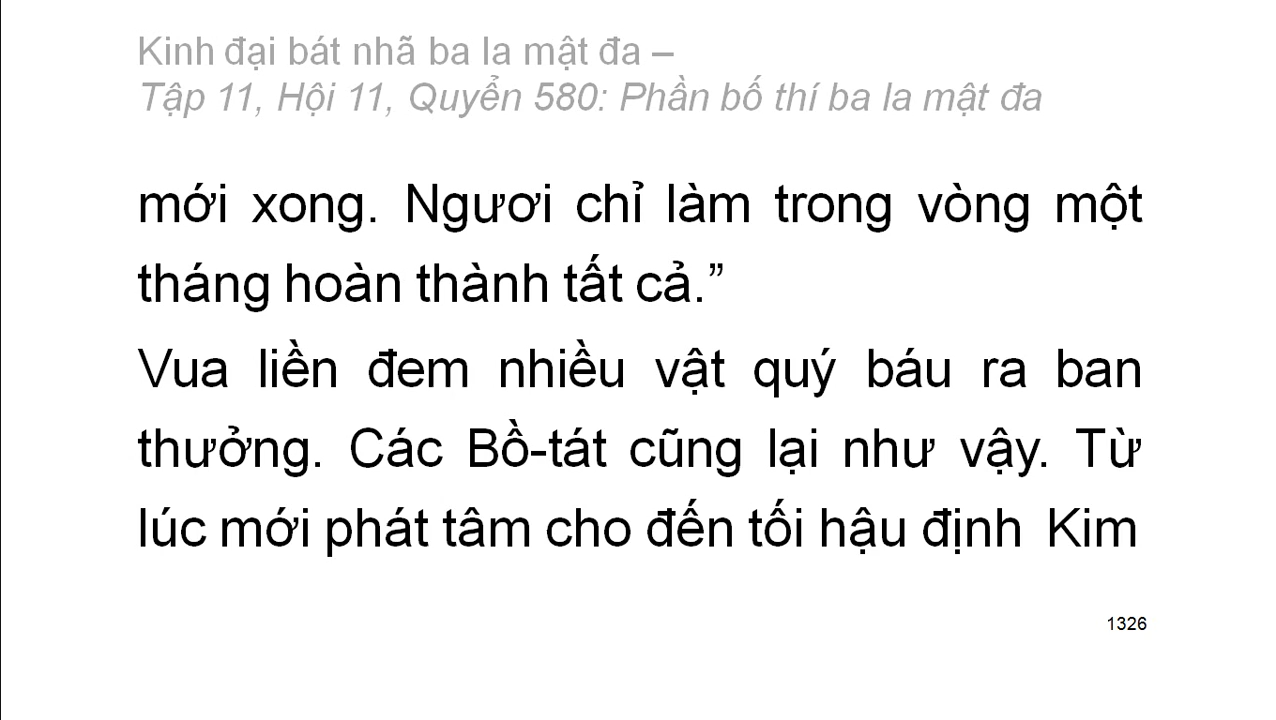 Kinh đại bát nhã ba la mật đa –
Tập 11, Hội 11, Quyển 580: Phần bố thí ba la mật đa
mới xong. Ngươi chỉ làm trong vòng một
tháng hoàn thành tất cả.”
Vua liền đem nhiều vật quý báu ra ban
thưởng. Các Bồ-tát cũng lại như vậy. Từ
lúc mới phát tâm cho đến tối hậu định Kim
1326